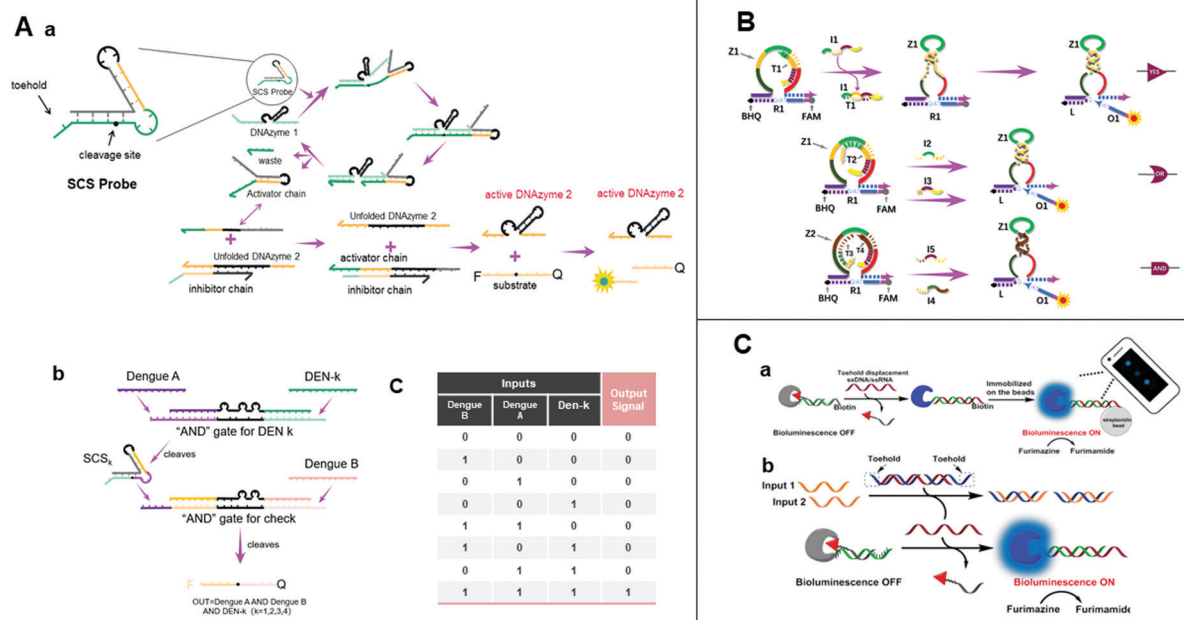 A a
SCS Probe
toehold
cleavage site
SCS Probe
DNAzyme 1
waste
Activator chain
Unfolded DNAzyme 2
inhibitor chain
Unfolded DNAzyme 2
activator chain
inhibitor chain
active DNAzyme 2
F Q
substrate
active DNAzyme 2
Q
b
Dengue A DEN-k
"AND" gate for DEN k
SCSk cleaves
Dengue B
"AND" gate for check
cleaves
F Q
OUT=Dengue A AND Dengue B
AND DEN-k (k=1,2,3,4)
C
Inputs Output Signal
Dengue B Dengue A Den-k
0 0 0 0
1 0 0 0
0 1 0 0
0 0 1 0
1 1 0 0
1 0 1 0
0 1 1 0
1 1 1 1
B
Z1 T1 BHQ R1 FAM
I1
I1
T1
Z1
R1
Z1
L O1
YES
Z1 T2 BHQ R1 FAM
I2
I3
Z1
L O1
OR
Z2 T3 T4 BHQ R1 FAM
I5
I4
Z1
L O1
AND
C
a
Toehold displacement
ssDNA/ssRNA
Biotin
Bioluminescence OFF
Biotin
Immobilized
on the beads
streptavidin
bead
Bioluminescence ON
Furimazine Furimamide
b
Toehold Toehold
Input 1
Input 2
Bioluminescence OFF
Bioluminescence ON
Furimazine Furimamide